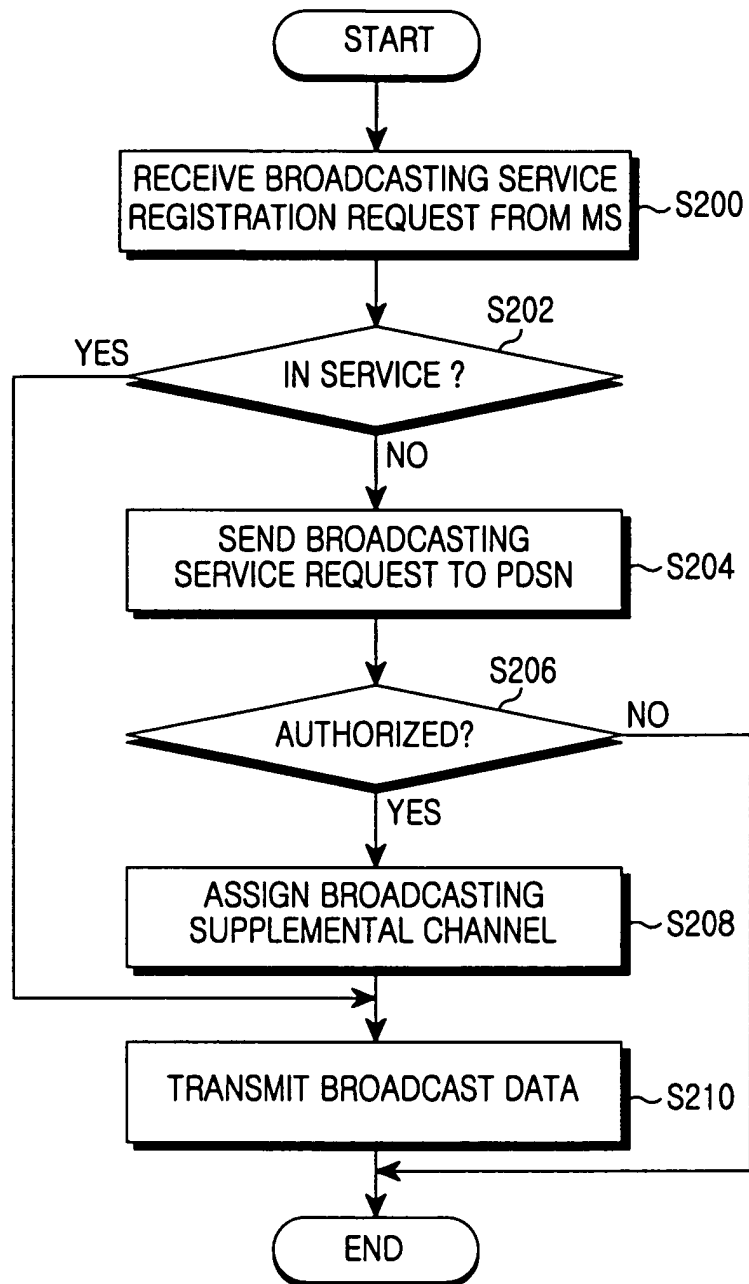 START
RECEIVE BROADCASTING SERVICE
REGISTRATION REQUEST FROM MS
S200
S202
YES
IN SERVICE ?
NO
SEND BROADCASTING
SERVICE REQUEST TO PDSN
S204
S206
NO
AUTHORIZED?
YES
ASSIGN BROADCASTING
SUPPLEMENTAL CHANNEL
S208
TRANSMIT BROADCAST DATA
S210
END